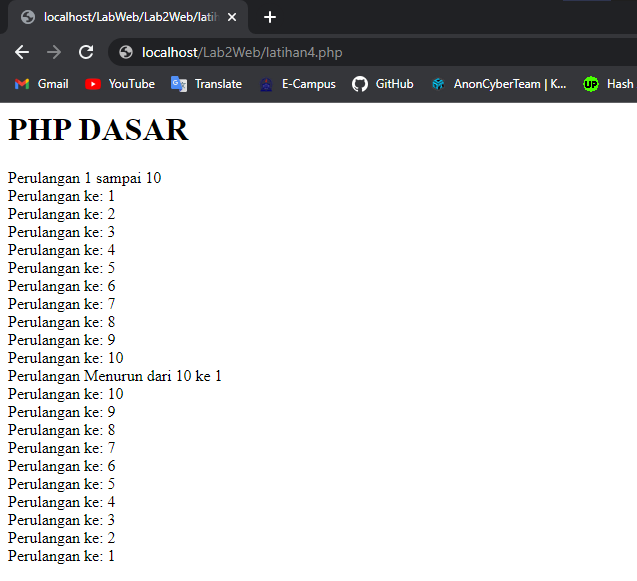 localhost/LabWeb/Lab2Web/latih
localhost/Lab2Web/latihan4.php
Gmail YouTube Translate E-Campus GitHub AnonCyberTeam | K... UP Hash
PHP DASAR
Perulangan 1 sampai 10
Perulangan ke: 1
Perulangan ke: 2
Perulangan ke: 3
Perulangan ke: 4
Perulangan ke: 5
Perulangan ke: 6
Perulangan ke: 7
Perulangan ke: 8
Perulangan ke: 9
Perulangan ke: 10
Perulangan Menurun dari 10 ke 1
Perulangan ke: 10
Perulangan ke: 9
Perulangan ke: 8
Perulangan ke: 7
Perulangan ke: 6
Perulangan ke: 5
Perulangan ke: 4
Perulangan ke: 3
Perulangan ke: 2
Perulangan ke: 1